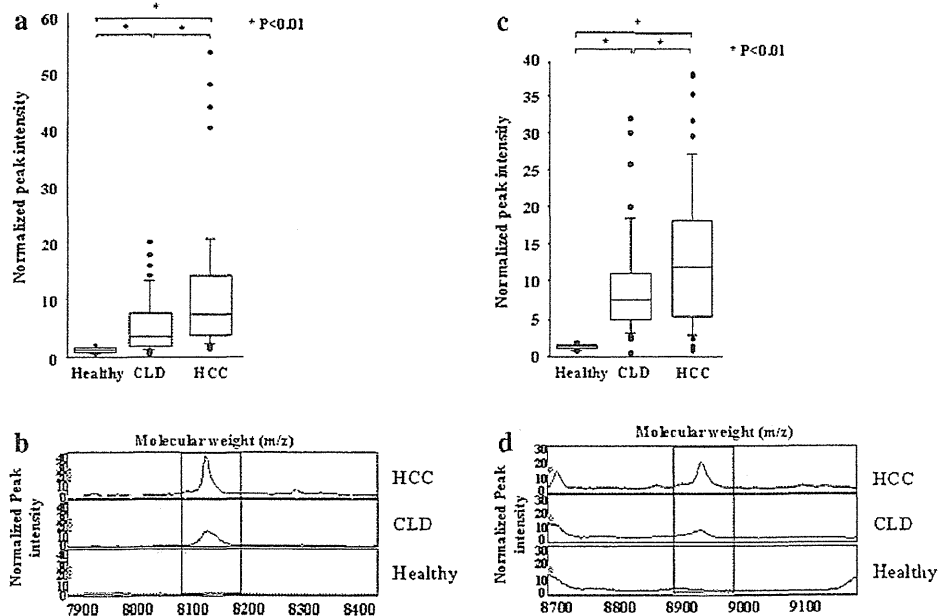 a
*
* *
* P<0.01
60
50
40
30
20
10
0
Normalized peak intensity
Healthy CLD HCC
c
*
* *
* P<0.01
40
35
30
25
20
15
10
5
0
Normalized peak intensity
Healthy CLD HCC
b
Molecular weight (m/z)
Normalized Peak
intensity
HCC
CLD
Healthy
7900 8000 8100 8200 8300 8400
d
Molecular weight (m/z)
Normalized Peak
intensity
30
20
10
0
HCC
30
20
10
0
CLD
30
20
10
0
Healthy
8700 8800 8900 9000 9100